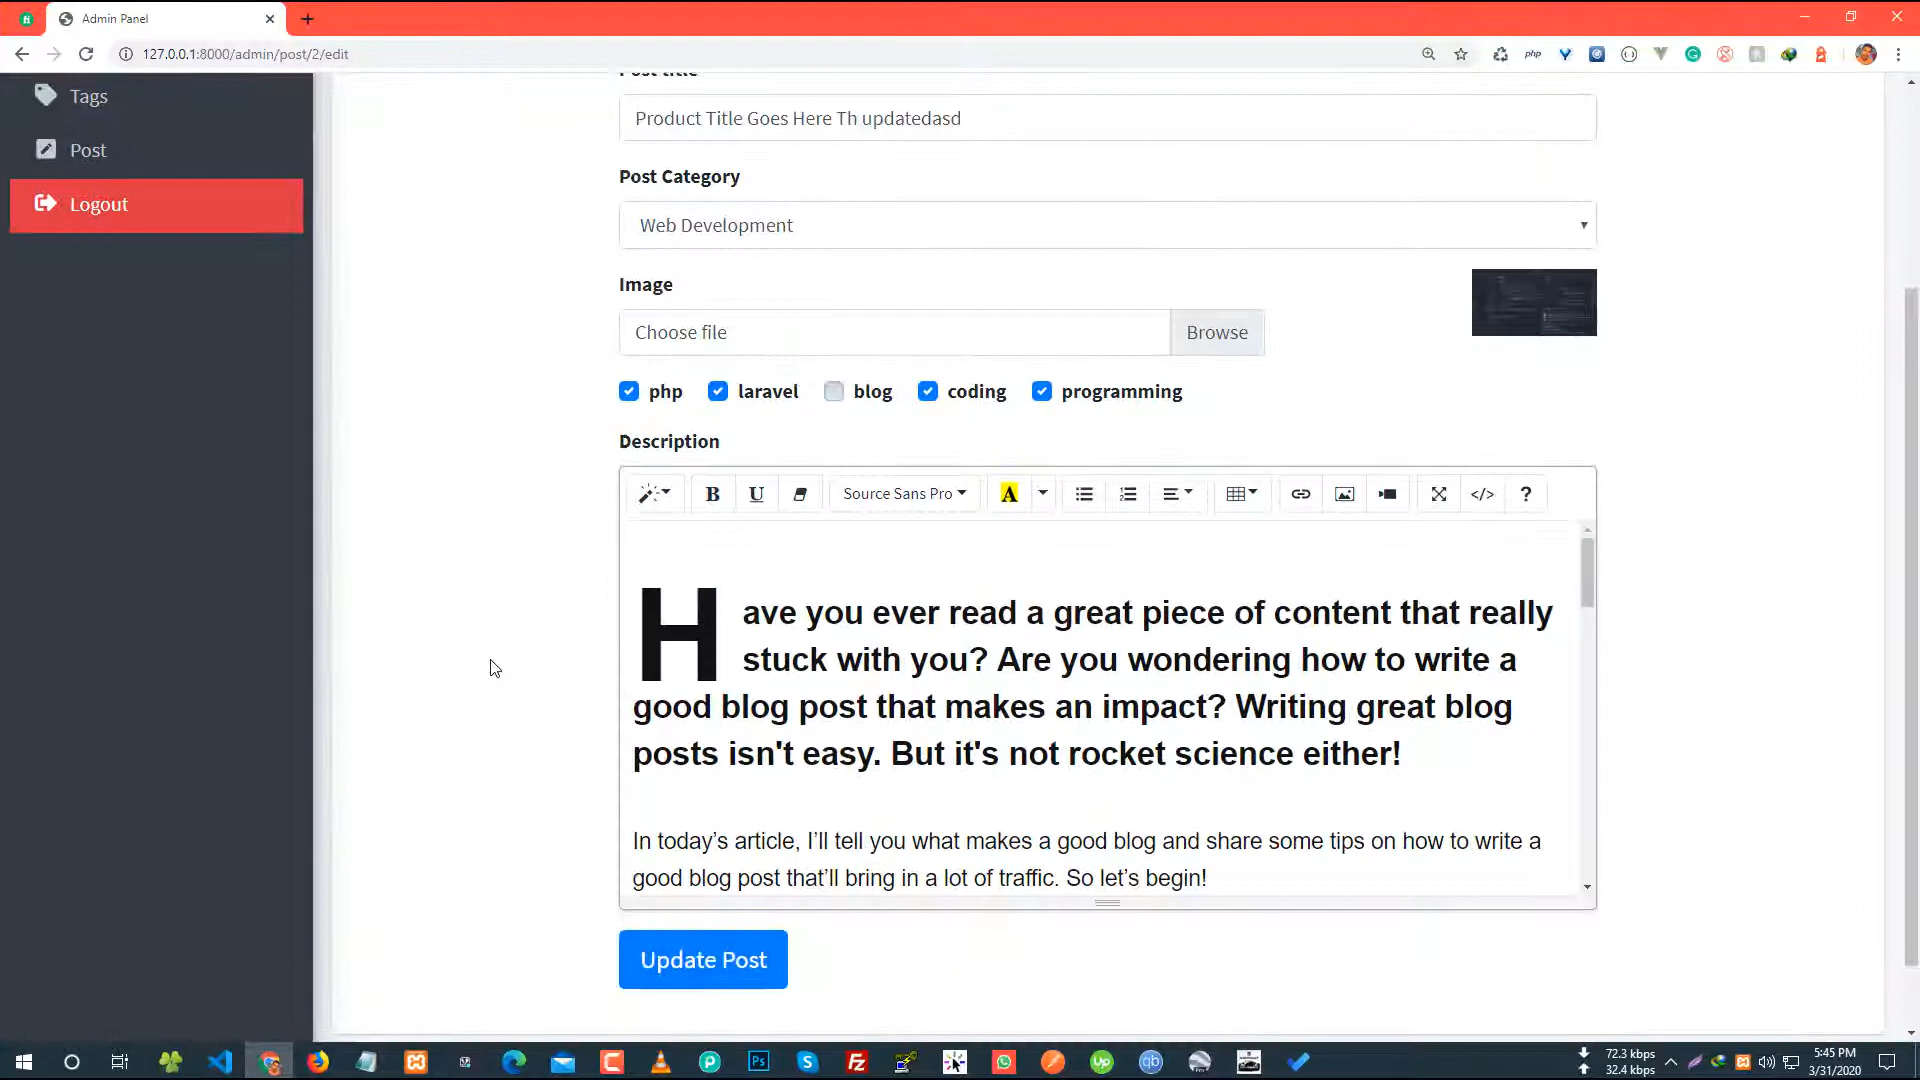 Admin Panel
127.0.0.1:8000/admin/post/2/edit
php
Tags
Post
Logout
Post title
Product Title Goes Here Th updatedasd
Post Category
Web Development
Image
Choose file
Browse
php laravel blog coding programming
Description
B U Source Sans Pro A </> ?
Have you ever read a great piece of content that really
stuck with you? Are you wondering how to write a
good blog post that makes an impact? Writing great blog
posts isn't easy. But it's not rocket science either!
In today’s article, I’ll tell you what makes a good blog and share some tips on how to write a
good blog post that’ll bring in a lot of traffic. So let’s begin!
Update Post
72.3 kbps
32.4 kbps
5:45 PM
3/31/2020